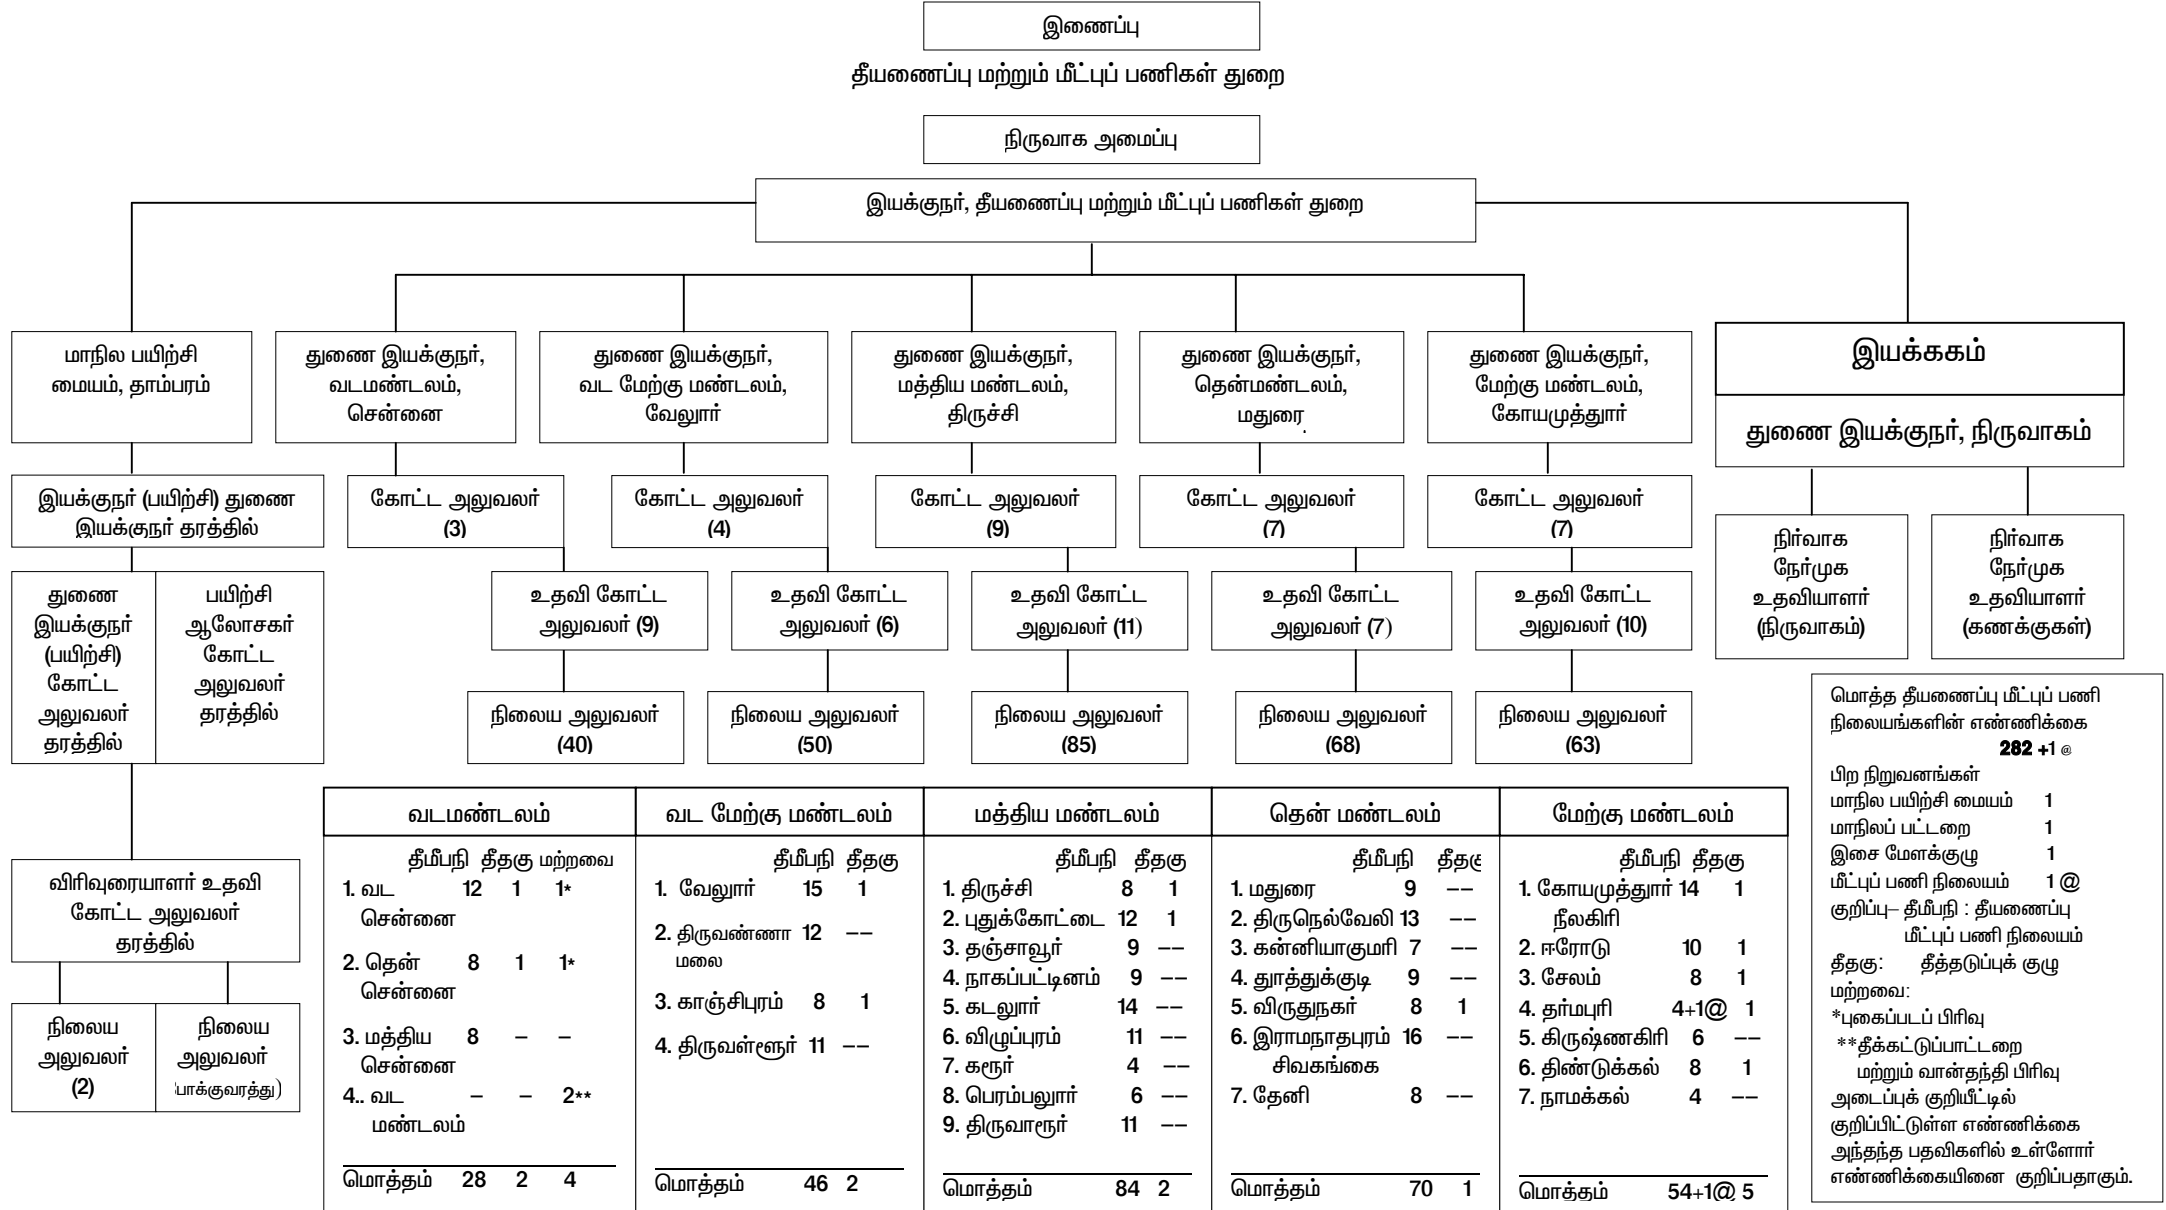 இணைப்பு
தீயணைப்பு மற்றும் மீட்புப் பணிகள் துறை
நிருவாக அமைப்பு
இயக்குநர், தீயணைப்பு மற்றும் மீட்புப் பணிகள் துறை
மாநில பயிற்சி
மையம், தாம்பரம்
துணை இயக்குநர்,
வடமண்டலம்,
சென்னை
துணை இயக்குநர்,
வட மேற்கு மண்டலம்,
வேலுார்
துணை இயக்குநர்,
மத்திய மண்டலம்,
திருச்சி
துணை இயக்குநர்,
தென்மண்டலம்,
மதுரை
துணை இயக்குநர்,
மேற்கு மண்டலம்,
கோயமுத்துார்
இயக்ககம்
துணை இயக்குநர், நிருவாகம்
இயக்குநர் (பயிற்சி) துணை
இயக்குநர் தரத்தில்
கோட்ட அலுவலர்
(3)
கோட்ட அலுவலர்
(4)
கோட்ட அலுவலர்
(9)
கோட்ட அலுவலர்
(7)
கோட்ட அலுவலர்
(7)
நிர்வாக
நேர்முக
உதவியாளர்
(நிருவாகம்)
நிர்வாக
நேர்முக
உதவியாளர்
(கணக்குகள்)
துணை
இயக்குநர்
(பயிற்சி)
கோட்ட
அலுவலர்
தரத்தில்
பயிற்சி
ஆலோசகர்
கோட்ட
அலுவலர்
தரத்தில்
உதவி கோட்ட
அலுவலர் (9)
உதவி கோட்ட
அலுவலர் (6)
உதவி கோட்ட
அலுவலர் (11)
உதவி கோட்ட
அலுவலர் (7)
உதவி கோட்ட
அலுவலர் (10)
நிலைய அலுவலர்
(40)
நிலைய அலுவலர்
(50)
நிலைய அலுவலர்
(85)
நிலைய அலுவலர்
(68)
நிலைய அலுவலர்
(63)
விரிவுரையாளர் உதவி
கோட்ட அலுவலர்
தரத்தில்
நிலைய
அலுவலர்
(2)
நிலைய
அலுவலர்
வடமண்டலம்
தீமீபநி தீதகு மற்றவை
1. வட 12 1 1*
சென்னை
2. தென் 8 1 1*
சென்னை
3. மத்திய 8 – –
சென்னை
4.. வட – – 2**
மண்டலம்
மொத்தம் 28 2 4
வட மேற்கு மண்டலம்
தீமீபநி தீதகு
1. வேலுார் 15 1
2. திருவண்ணா 12 ––
மலை
3. காஞ்சிபுரம் 8 1
4. திருவள்ளூர் 11 ––
மொத்தம் 46 2
மத்திய மண்டலம்
தீமீபநி தீதகு
1. திருச்சி 8 1
2. புதுக்கோட்டை 12 1
3. தஞ்சாவூர் 9 ––
4. நாகப்பட்டினம் 9 ––
5. கடலுார் 14 ––
6. விழுப்புரம் 11 ––
7. கரூர் 4 ––
8. பெரம்பலுார் 6 ––
9. திருவாரூர் 11 ––
மொத்தம் 84 2
தென் மண்டலம்
தீமீபநி தீதகு
1. மதுரை 9 ––
2. திருநெல்வேலி 13 ––
3. கன்னியாகுமரி 7 ––
4. துாத்துக்குடி 9 ––
5. விருதுநகர் 8 1
6. இராமநாதபுரம் 16 ––
சிவகங்கை
7. தேனி 8 ––
மொத்தம் 70 1
மேற்கு மண்டலம்
தீமீபநி தீதகு
1. கோயமுத்துார் 14 1
நீலகிரி
2. ஈரோடு 10 1
3. சேலம் 8 1
4. தர்மபுரி 4+1@ 1
5. கிருஷ்ணகிரி 6 ––
6. திண்டுக்கல் 8 1
7. நாமக்கல் 4 ––
மொத்தம் 54+1@ 5
மொத்த தீயணைப்பு மீட்புப் பணி
நிலையங்களின் எண்ணிக்கை
282 +1 @
பிற நிறுவனங்கள்
மாநில பயிற்சி மையம் 1
மாநிலப் பட்டறை 1
இசை மேளக்குழு 1
மீட்புப் பணி நிலையம் 1 @
குறிப்பு– தீமீபநி : தீயணைப்பு
மீட்புப் பணி நிலையம்
தீதகு: தீத்தடுப்புக் குழு
மற்றவை:
*புகைப்படப் பிரிவு
**தீக்கட்டுப்பாட்டறை
மற்றும் வான்தந்தி பிரிவு
அடைப்புக் குறியீட்டில்
குறிப்பிட்டுள்ள எண்ணிக்கை
அந்தந்த பதவிகளில் உள்ளோர்
எண்ணிக்கையினை குறிப்பதாகும்.